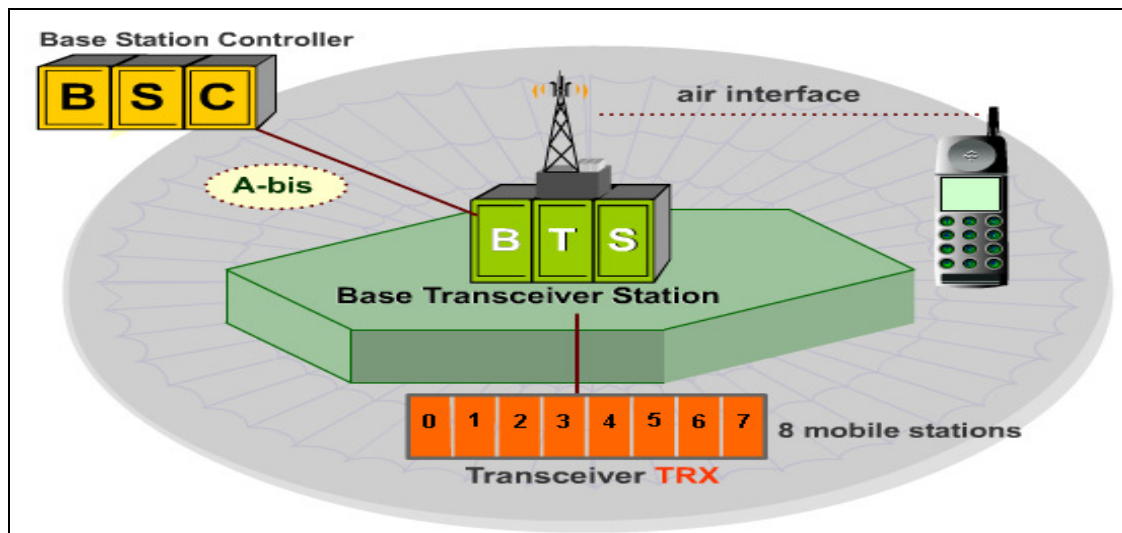 Base Station Controller
B S C
air interface
A-bis
B T S
Base Transceiver Station
0 1 2 3 4 5 6 7
8 mobile stations
Transceiver TRX